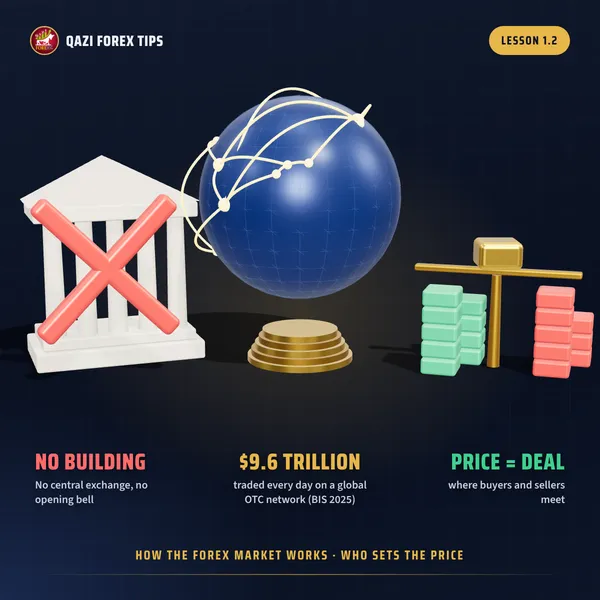 QAZI FOREX TIPS
LESSON 1.2
NO BUILDING
No central exchange, no
opening bell
$9.6 TRILLION
traded every day on a global
OTC network (BIS 2025)
PRICE = DEAL
where buyers and sellers
meet
HOW THE FOREX MARKET WORKS · WHO SETS THE PRICE